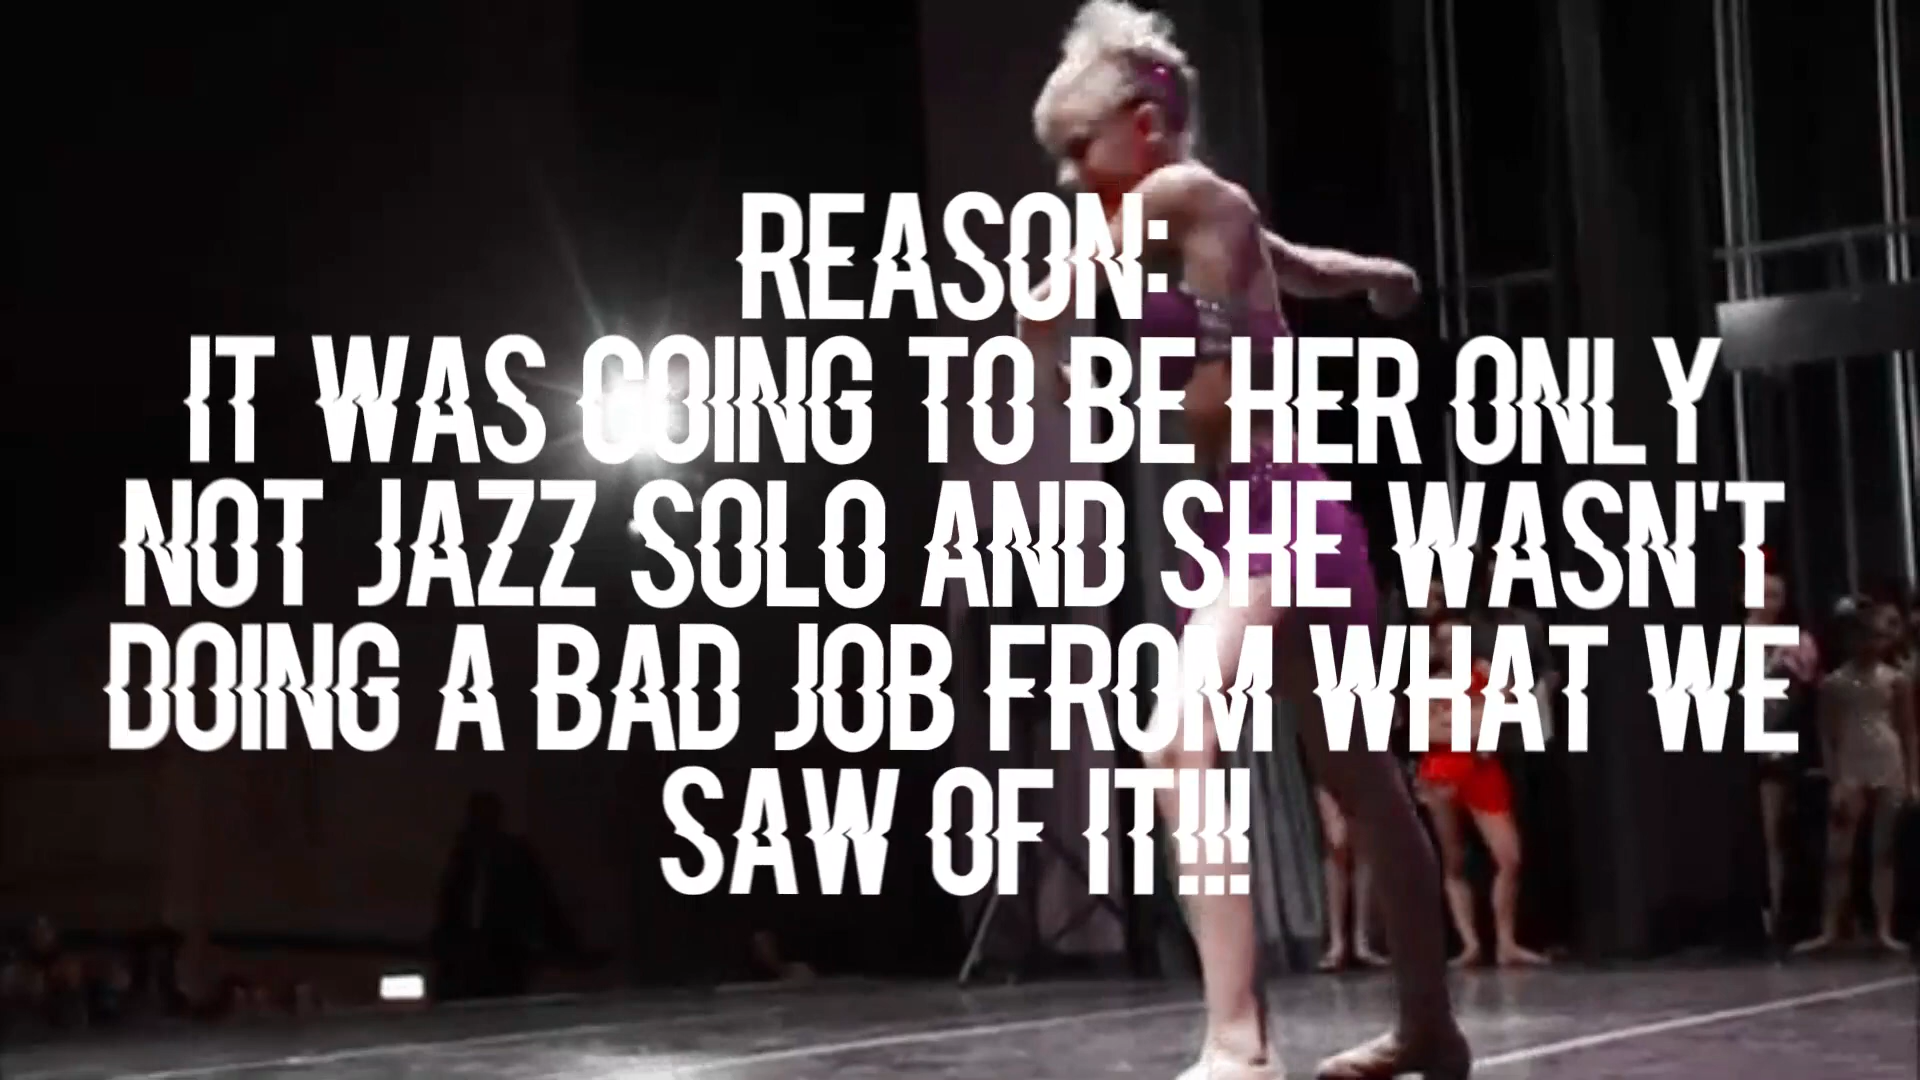 REASON:
IT WAS GOING TO BE HER ONLY
NOT JAZZ SOLO AND SHE WASN'T
DOING A BAD JOB FROM WHAT WE
SAW OF IT!!!